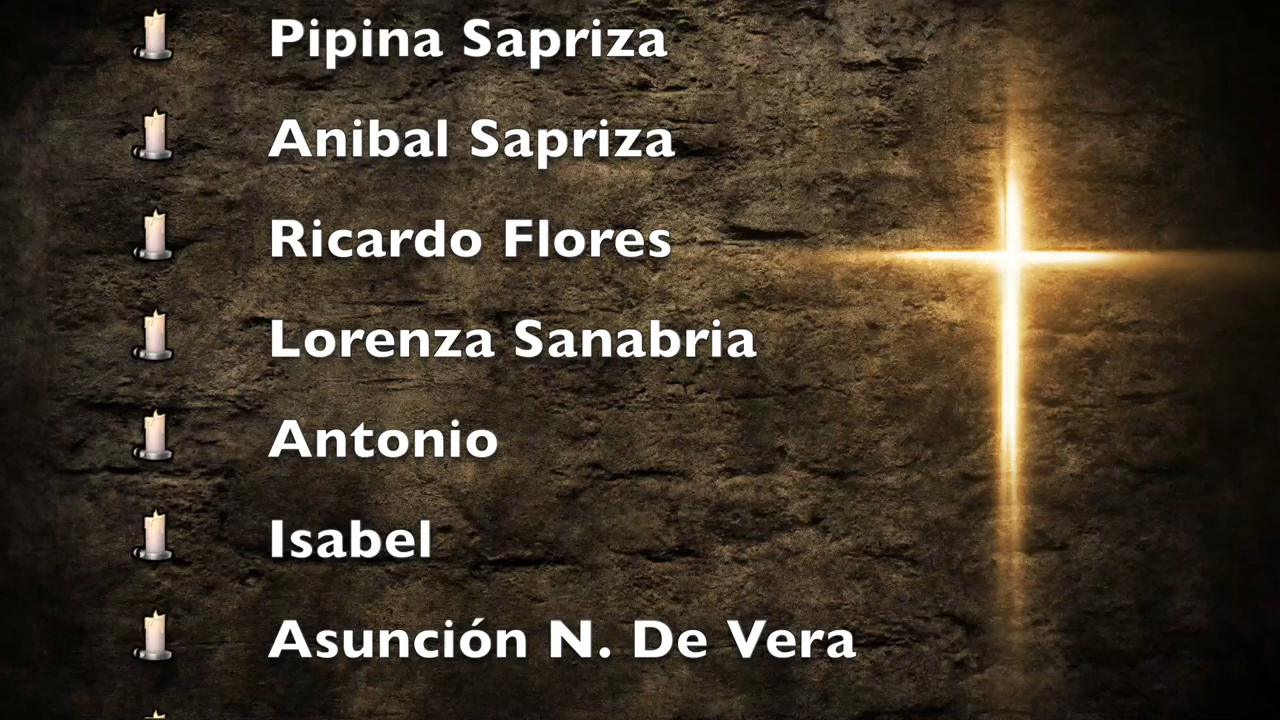 Pipina Sapriza
Anibal Sapriza
Ricardo Flores
Lorenza Sanabria
Antonio
Isabel
Asunción N. De Vera